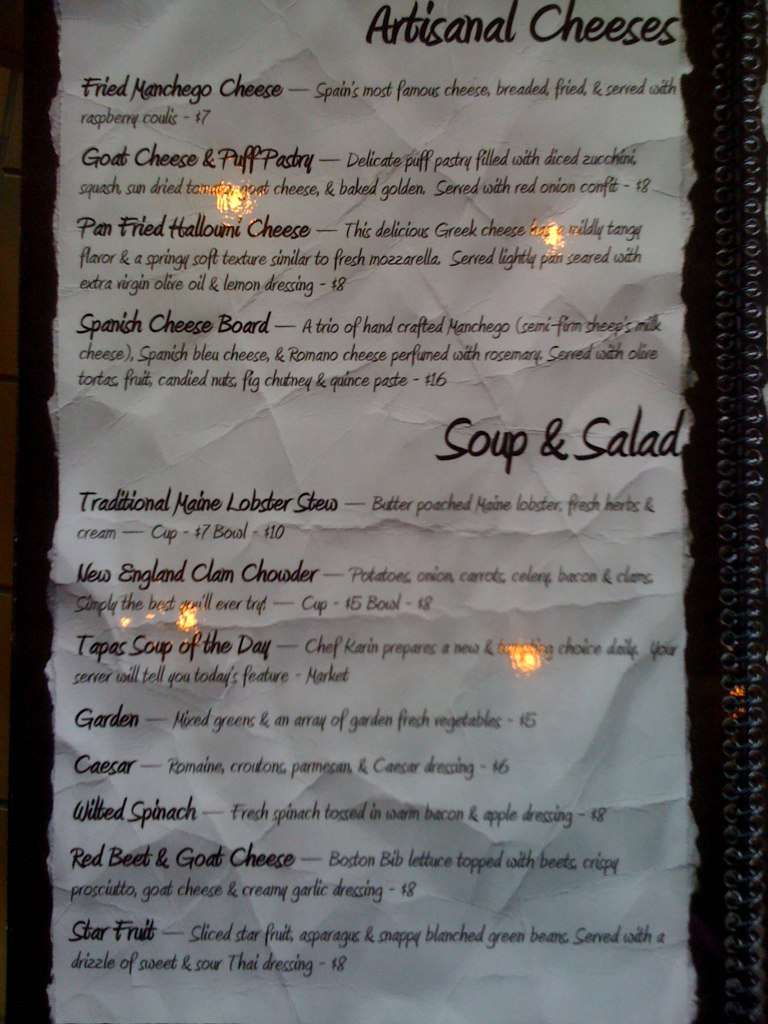 Artisanal Cheeses
Fried Manchego Cheese — Spain's most famous cheese, breaded, fried, & served with
raspberry coulis - $7
Goat Cheese & Puff Pastry — Delicate puff pastry filled with diced zucchini,
squash, sun dried tomato, goat cheese, & baked golden. Served with red onion confit - $8
Pan Fried Halloumi Cheese — This delicious Greek cheese has a mildly tangy
flavor & a springy soft texture similar to fresh mozzarella. Served lightly pan seared with
extra virgin olive oil & lemon dressing - $8
Spanish Cheese Board — A trio of hand crafted Manchego (semi-firm sheep's milk
cheese), Spanish bleu cheese, & Romano cheese perfumed with rosemary. Served with olive
tortas, fruit, candied nuts, fig chutney & quince paste - $16
Soup & Salad
Traditional Maine Lobster Stew — Butter poached Maine lobster, fresh herbs &
cream — Cup - $7 Bowl - $10
New England Clam Chowder — Potatoes, onion, carrots, celery, bacon & clams.
Simply the best you'll ever try! — Cup - $5 Bowl - $8
Tapas Soup of the Day — Chef Karin prepares a new & tempting choice daily. Your
server will tell you today's feature - Market
Garden — Mixed greens & an array of garden fresh vegetables - $5
Caesar — Romaine, croutons, parmesan, & Caesar dressing - $6
Wilted Spinach — Fresh spinach tossed in warm bacon & apple dressing - $8
Red Beet & Goat Cheese — Boston Bib lettuce topped with beets, crispy
prosciutto, goat cheese & creamy garlic dressing - $8
Star Fruit — Sliced star fruit, asparagus & snappy blanched green beans. Served with a
drizzle of sweet & sour Thai dressing - $8